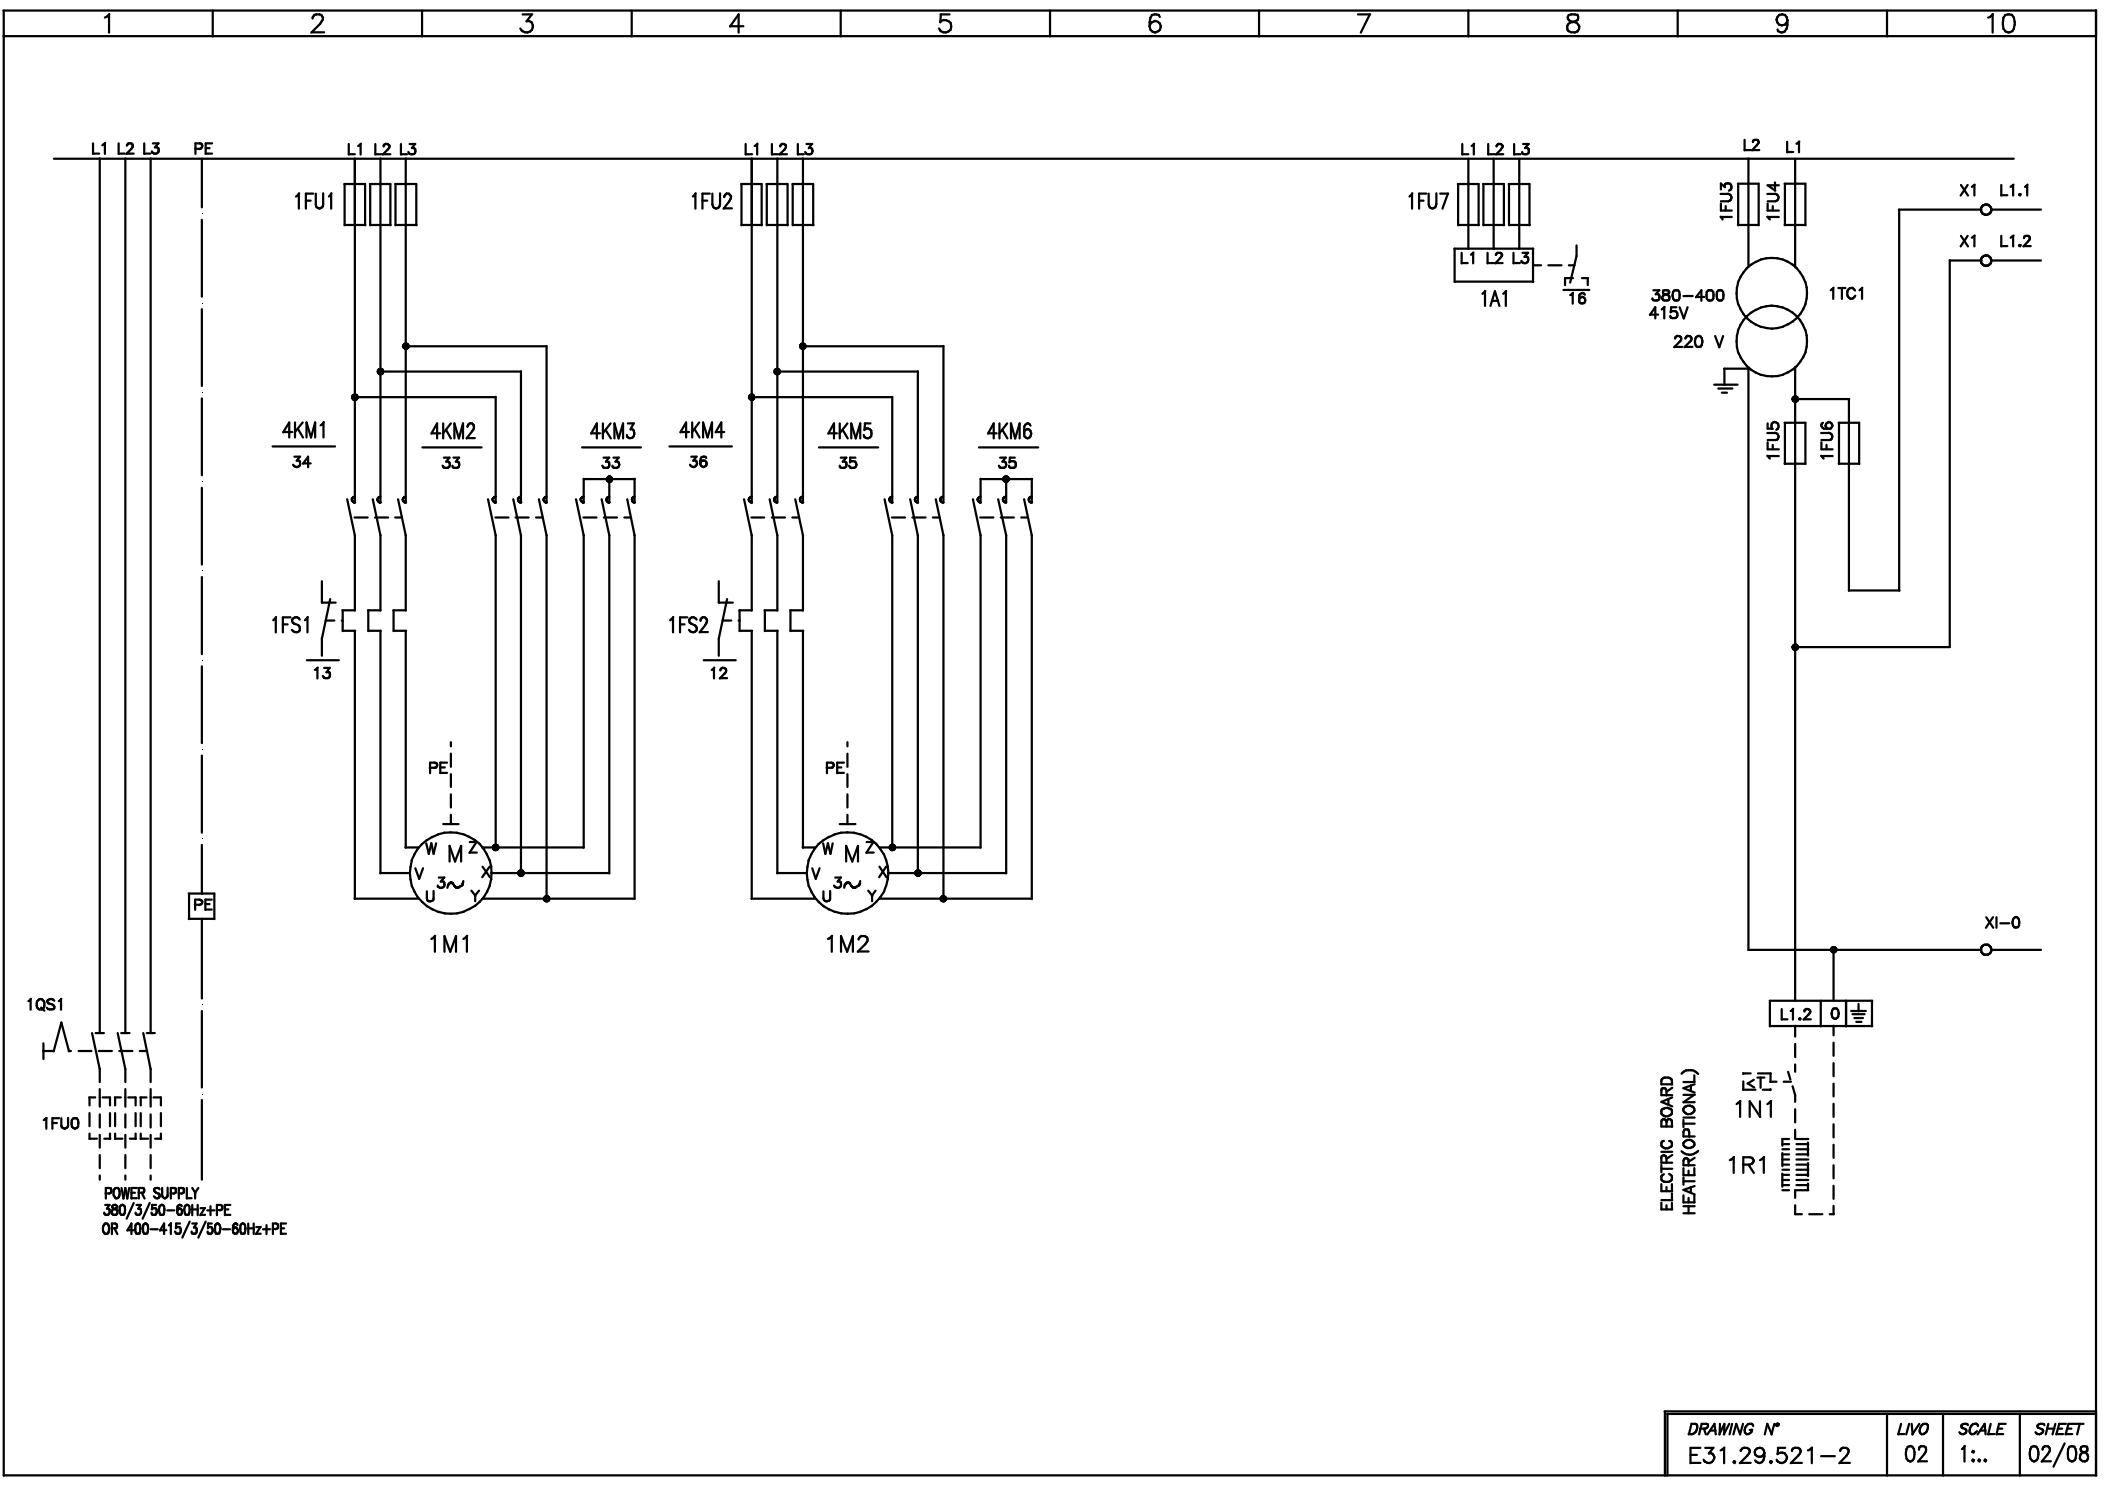 1 2 3 4 5 6 7 8 9 10
L1 L2 L3 PE
L1 L2 L3
L1 L2 L3
L1 L2 L3
L2 L1
1FU1
1FU2
1FU7
1FU3
1FU4
X1 L1.1
X1 L1.2
L1 L2 L3
1A1
16
380-400
415V
220 V
1TC1
4KM1
34
4KM2
33
4KM3
33
4KM4
36
4KM5
35
4KM6
35
1FU5
1FU6
1FS1
13
1FS2
12
PE
W M Z
V 3~ X
U Y
1M1
PE
W M Z
V 3~ X
U Y
1M2
PE
XI-0
1QS1
1FU0
L1.2 0
<T
1N1
1R1
ELECTRIC BOARD
HEATER(OPTIONAL)
POWER SUPPLY
380/3/50-60Hz+PE
OR 400-415/3/50-60Hz+PE
DRAWING N° LIVO SCALE SHEET
E31.29.521-2 02 1:.. 02/08